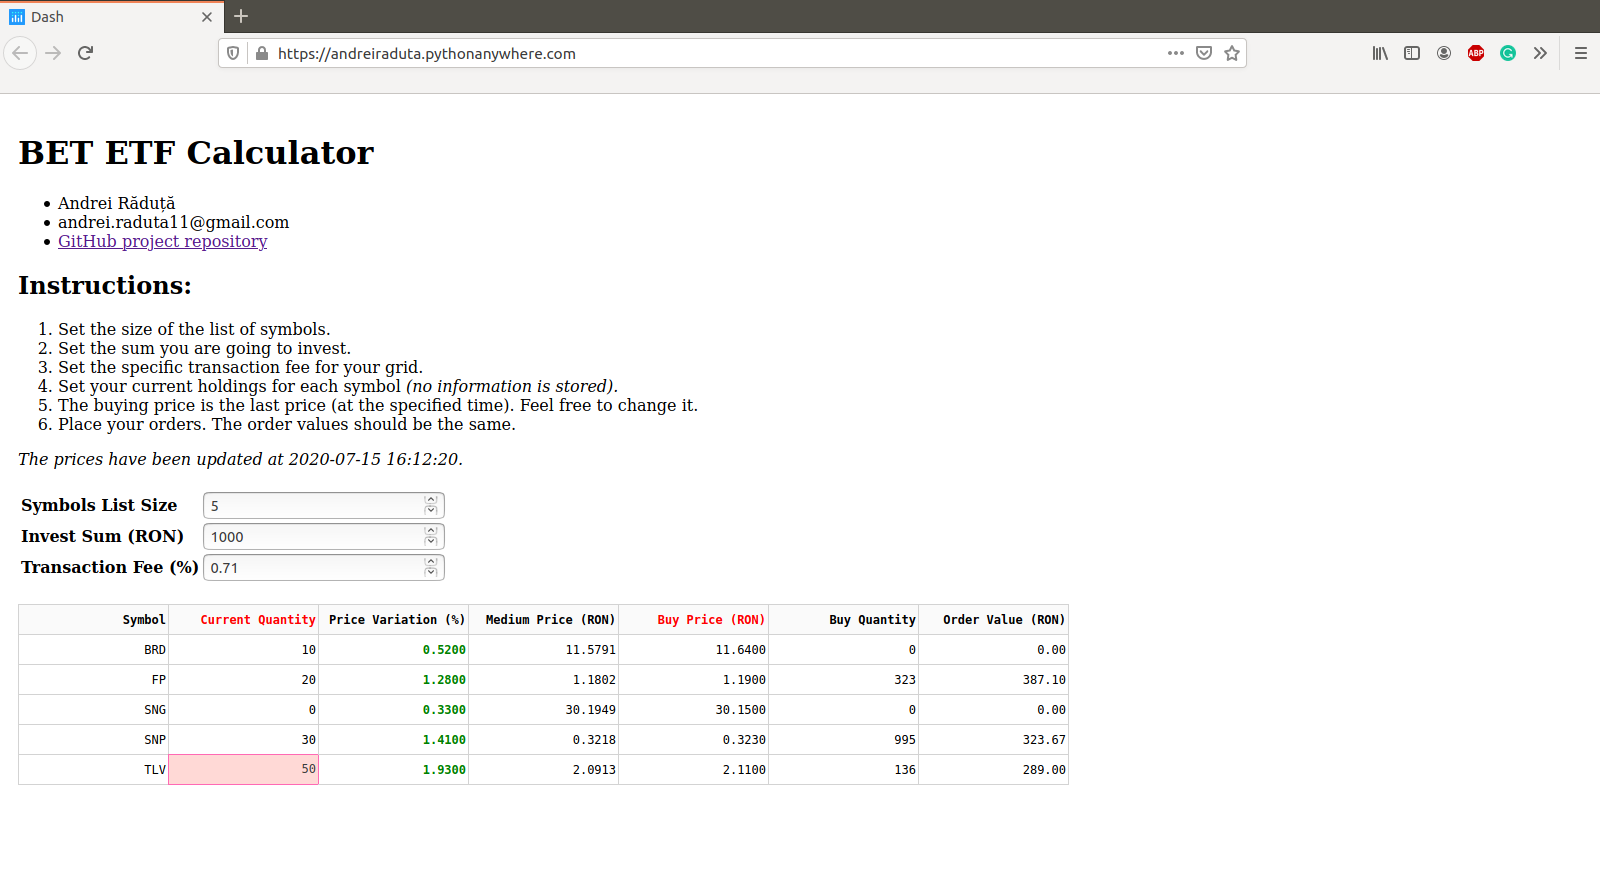 Dash
https://andreiraduta.pythonanywhere.com
ABP
BET ETF Calculator
• Andrei Răduță
• andrei.raduta11@gmail.com
• GitHub project repository
Instructions:
1. Set the size of the list of symbols.
2. Set the sum you are going to invest.
3. Set the specific transaction fee for your grid.
4. Set your current holdings for each symbol (no information is stored).
5. The buying price is the last price (at the specified time). Feel free to change it.
6. Place your orders. The order values should be the same.
The prices have been updated at 2020-07-15 16:12:20.
Symbols List Size 5
Invest Sum (RON) 1000
Transaction Fee (%) 0.71
Symbol Current Quantity Price Variation (%) Medium Price (RON) Buy Price (RON) Buy Quantity Order Value (RON)
BRD 10 0.5200 11.5791 11.6400 0 0.00
FP 20 1.2800 1.1802 1.1900 323 387.10
SNG 0 0.3300 30.1949 30.1500 0 0.00
SNP 30 1.4100 0.3218 0.3230 995 323.67
TLV 50 1.9300 2.0913 2.1100 136 289.00